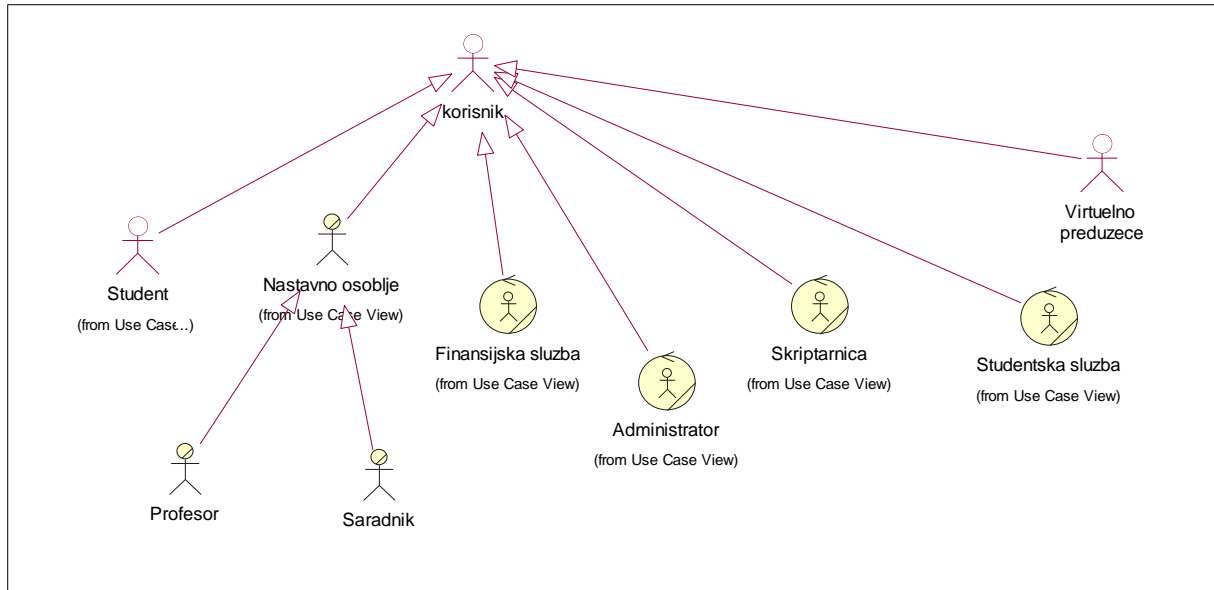 korisnik
Virtuelno
preduzece
Student
(from Use Case...)
Nastavno osoblje
(from Use Case View)
Finansijska sluzba
(from Use Case View)
Skriptarnica
(from Use Case View)
Studentska sluzba
(from Use Case View)
Administrator
(from Use Case View)
Profesor
Saradnik